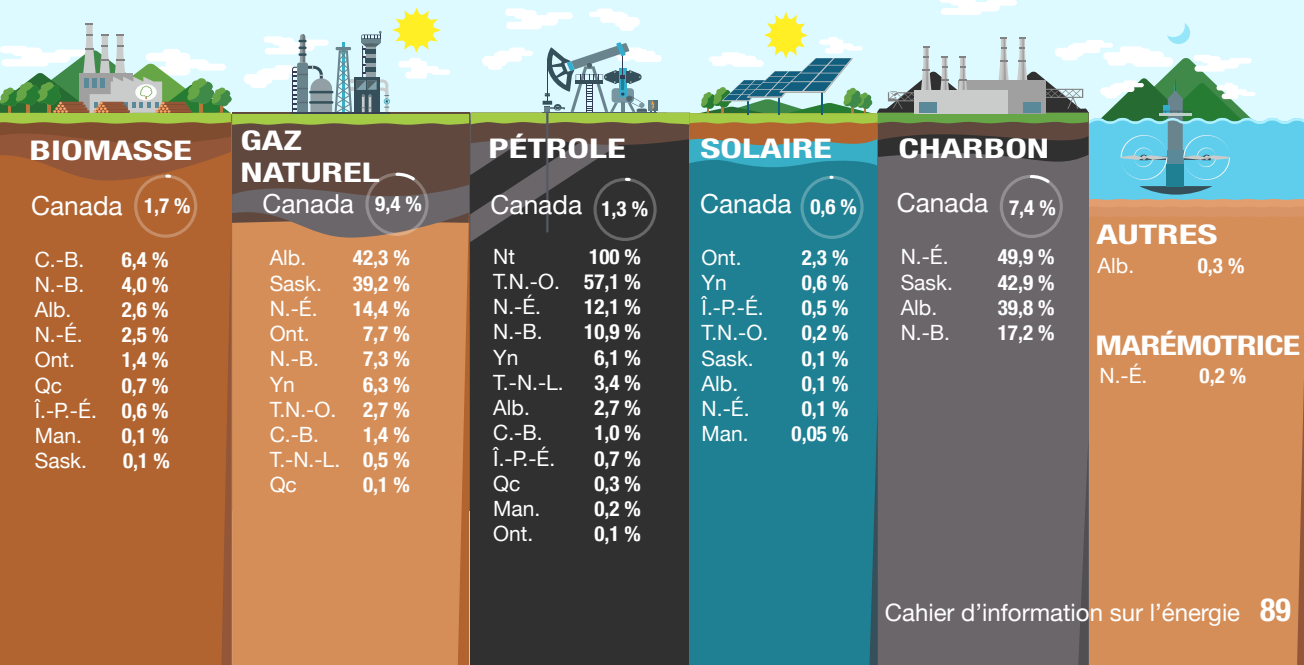 BIOMASSE
Canada 1,7 %
C.-B. 6,4 %
N.-B. 4,0 %
Alb. 2,6 %
N.-É. 2,5 %
Ont. 1,4 %
Qc 0,7 %
Î.-P.-É. 0,6 %
Man. 0,1 %
Sask. 0,1 %
GAZ
NATUREL
Canada 9,4 %
Alb. 42,3 %
Sask. 39,2 %
N.-É. 14,4 %
Ont. 7,7 %
N.-B. 7,3 %
Yn 6,3 %
T.N.-O. 2,7 %
C.-B. 1,4 %
T.-N.-L. 0,5 %
Qc 0,1 %
PÉTROLE
Canada 1,3 %
Nt 100 %
T.N.-O. 57,1 %
N.-É. 12,1 %
N.-B. 10,9 %
Yn 6,1 %
T.-N.-L. 3,4 %
Alb. 2,7 %
C.-B. 1,0 %
Î.-P.-É. 0,7 %
Qc 0,3 %
Man. 0,2 %
Ont. 0,1 %
SOLAIRE
Canada 0,6 %
Ont. 2,3 %
Yn 0,6 %
Î.-P.-É. 0,5 %
T.N.-O. 0,2 %
Sask. 0,1 %
Alb. 0,1 %
N.-É. 0,1 %
Man. 0,05 %
CHARBON
Canada 7,4 %
N.-É. 49,9 %
Sask. 42,9 %
Alb. 39,8 %
N.-B. 17,2 %
AUTRES
Alb. 0,3 %
MARÉMOTRICE
N.-É. 0,2 %
Cahier d'information sur l'énergie 89